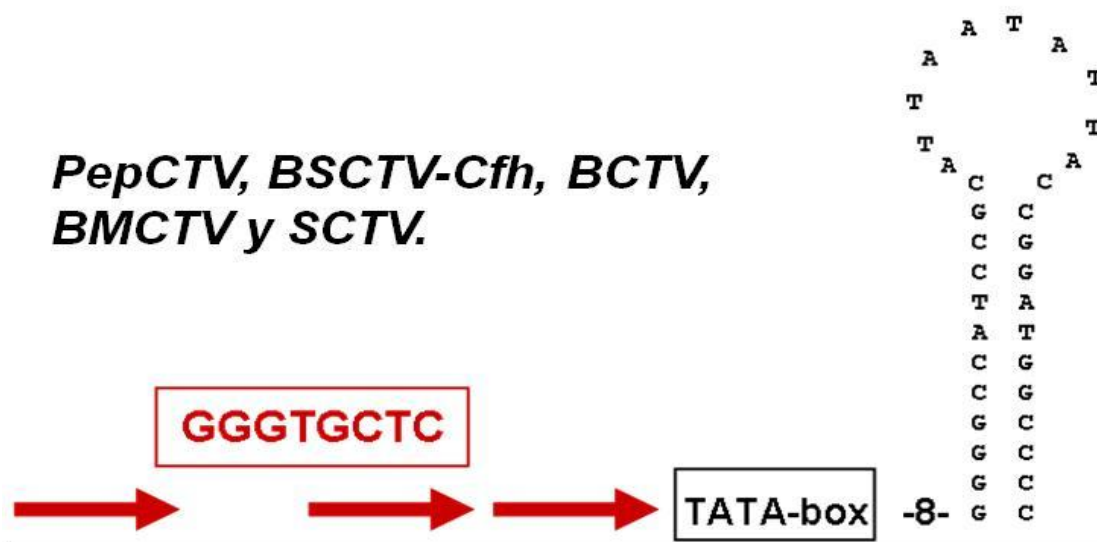 A T
A A
T T
T T
A A
PepCTV, BSCTV-Cfh, BCTV,
BMCTV y SCTV.
C C
G C
C G
C G
T A
A T
C G
C G
GGGTGCTC
G C
G C
G C
TATA-box -8- G C